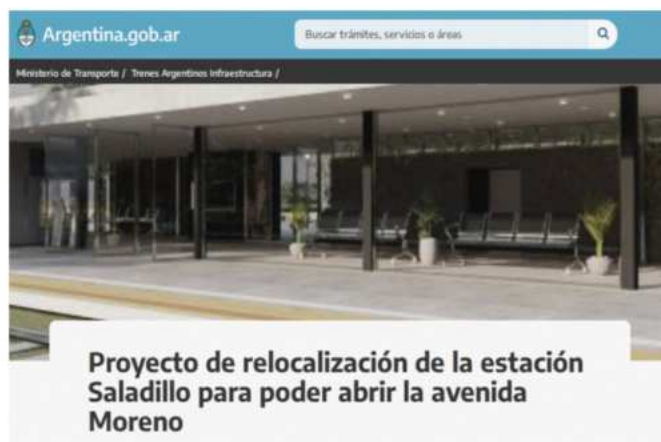 Argentina.gob.ar
Buscar trámites, servicios o áreas
Ministerio de Transporte / Trenes Argentinos Infraestructura /
Proyecto de relocalización de la estación
Saladillo para poder abrir la avenida
Moreno